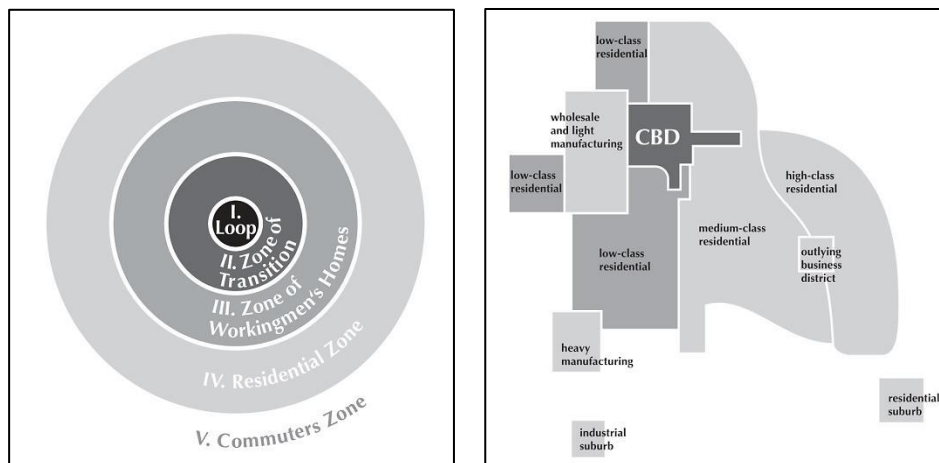 I.
Loop
II. Zone of
Transition
III. Zone of
Workingmen's Homes
IV. Residential Zone
V. Commuters Zone
low-class
residential
wholesale
and light
manufacturing
CBD
low-class
residential
high-class
residential
medium-class
residential
low-class
residential
outlying
business
district
heavy
manufacturing
residential
suburb
industrial
suburb